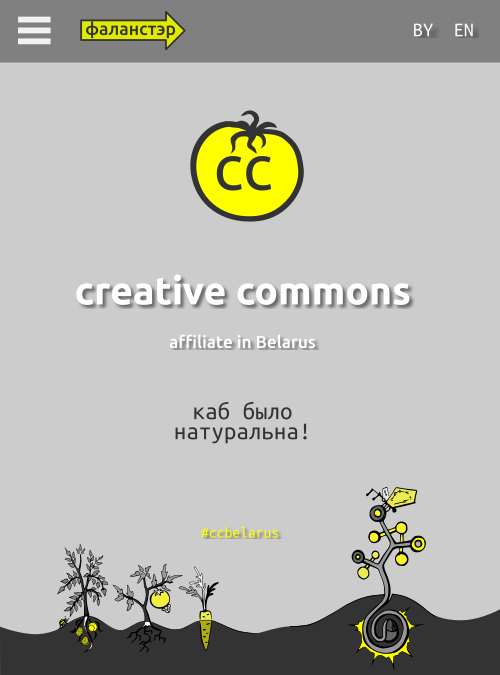 фаланстэр
BY EN
CC
creative commons
affiliate in Belarus
каб было
натуральна!
#ccbelarus